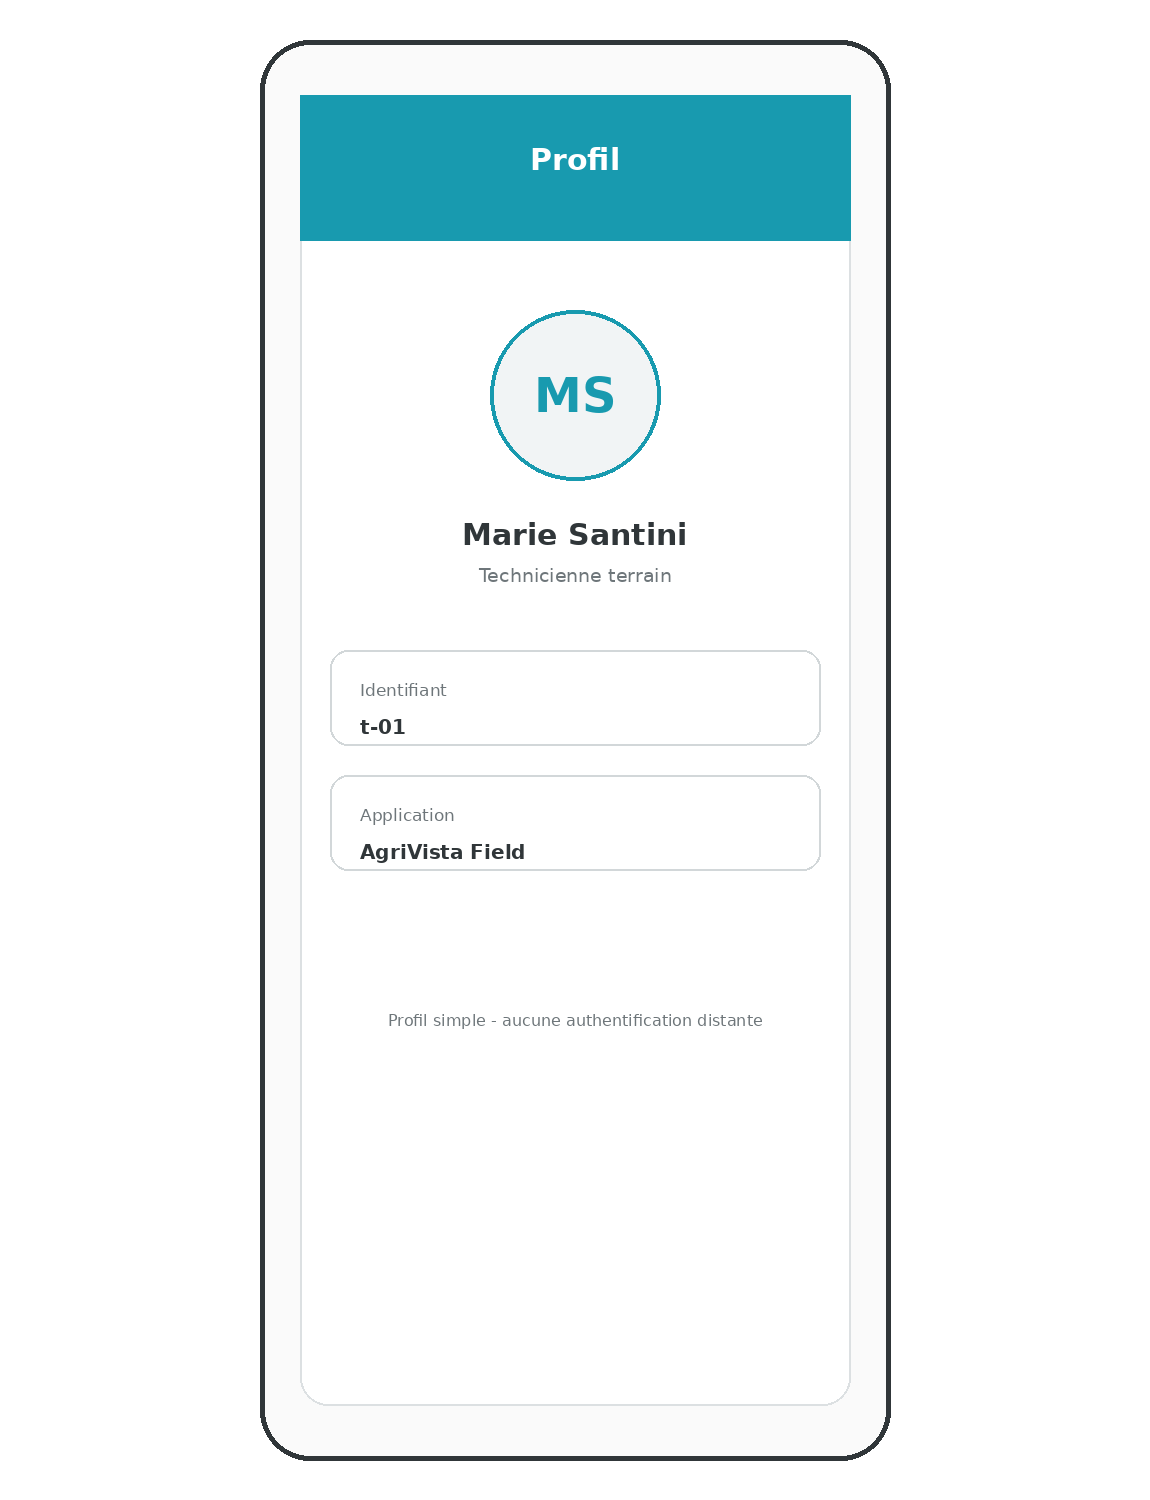 Profil
MS
Marie Santini
Technicienne terrain
Identifiant
t-01
Application
AgriVista Field
Profil simple - aucune authentification distante